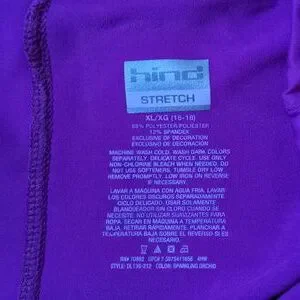 hind
STRETCH
XL/XG (16-18)
88% POLYESTER/POLIESTER
12% SPANDEX
EXCLUSIVE OF DECORATION
EXCLUSIVO DE DECORACION
MACHINE WASH COLD. WASH DARK COLORS
SEPARATELY. DELICATE CYCLE. USE ONLY
NON-CHLORINE BLEACH WHEN NEEDED. DO
NOT USE SOFTENERS. TUMBLE DRY LOW.
REMOVE PROMPTLY. LOW IRON ON REVERSE
IF NECESSARY.
LAVAR A MAQUINA CON AGUA FRIA. LAVAR
LOS COLORES OSCUROS SEPARADAMENTE
EN CICLO DELICADO. USAR SOLAMENTE
BLANQUEADOR SIN CLORO CUANDO SE
NECESITE. NO UTILIZAR SUAVIZANTES PARA
ROPA. SECAR EN MAQUINA A TEMPERATURA
BAJA. RETIRAR RAPIDAMENTE. PLANCHAR A
TEMPERATURA BAJA SOBRE EL REVERSO SI ES
NECESARIO.
RN# 70902
COLOR: SPARKLING ORCHID